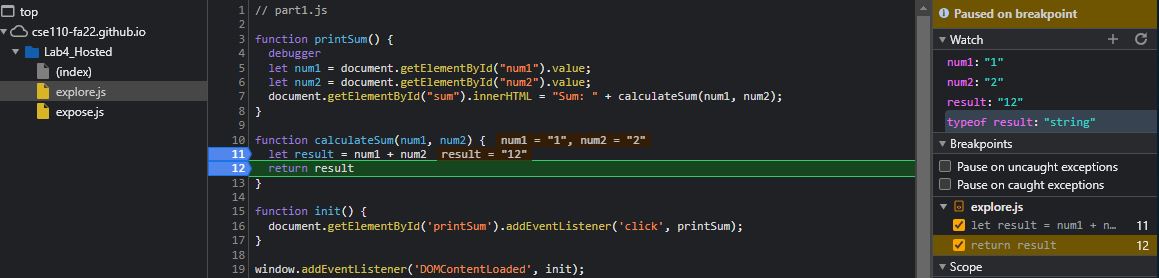 top
cse110-fa22.github.io
Lab4_Hosted
(index)
explore.js
expose.js
1 // part1.js
2
3 function printSum() {
4 debugger
5 let num1 = document.getElementById("num1").value;
6 let num2 = document.getElementById("num2").value;
7 document.getElementById("sum").innerHTML = "Sum: " + calculateSum(num1, num2);
8 }
9
10 function calculateSum(num1, num2) { num1 = "1", num2 = "2"
11 let result = num1 + num2 result = "12"
12 return result
13 }
14
15 function init() {
16 document.getElementById('printSum').addEventListener('click', printSum);
17 }
18
19 window.addEventListener('DOMContentLoaded', init);
Paused on breakpoint
Watch
num1: "1"
num2: "2"
result: "12"
typeof result: "string"
Breakpoints
Pause on uncaught exceptions
Pause on caught exceptions
explore.js
let result = num1 + n… 11
return result 12
Scope